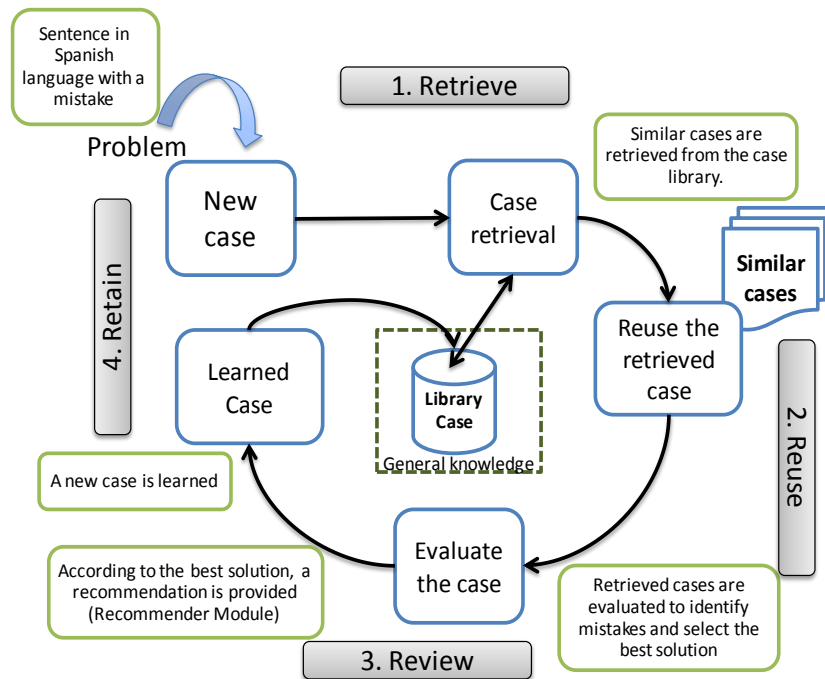 Sentence in
Spanish
language with a
mistake
1. Retrieve
Problem
Similar cases are
retrieved from the case
library.
New
case
Case
retrieval
Similar
cases
4. Retain
Reuse the
retrieved
case
Learned
Case
Library
Case
General knowledge
2. Reuse
A new case is learned
Evaluate
the case
According to the best solution, a
recommendation is provided
(Recommender Module)
Retrieved cases are
evaluated to identify
mistakes and select the
best solution
3. Review